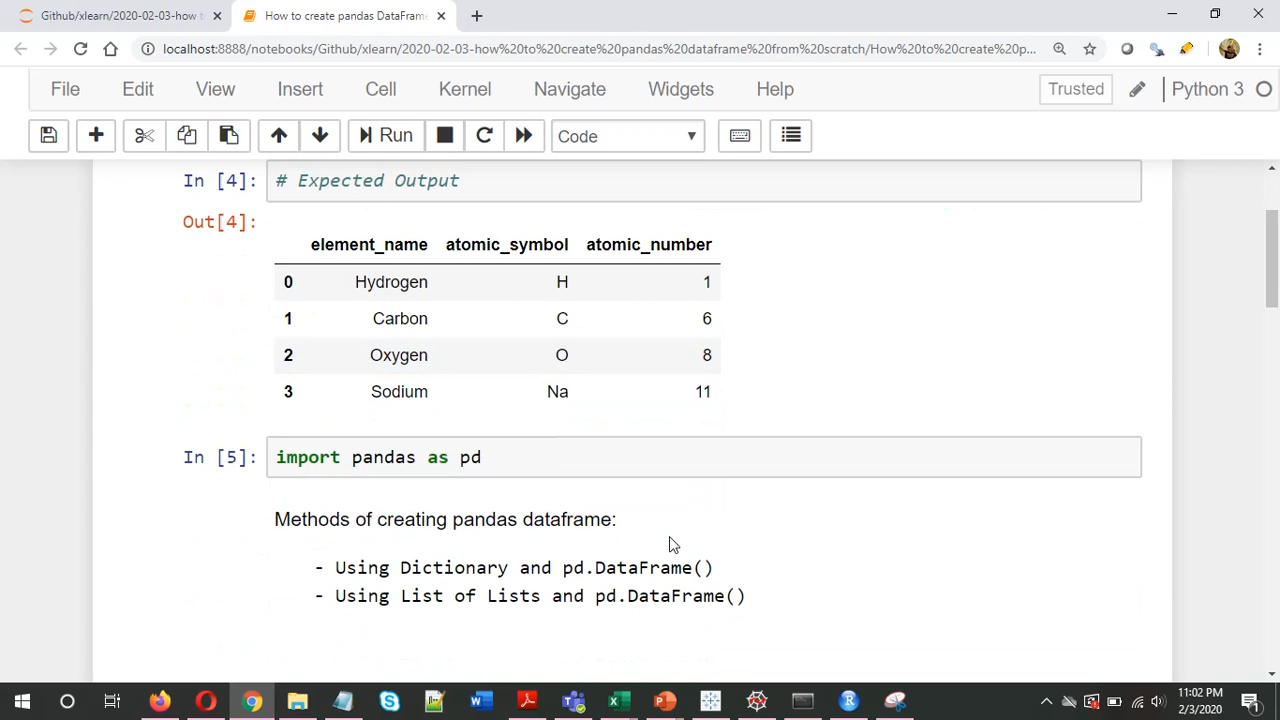 Github/xlearn/2020-02-03-how t
How to create pandas DataFrame
localhost:8888/notebooks/Github/xlearn/2020-02-03-how%20to%20create%20pandas%20dataframe%20from%20scratch/How%20to%20create%20p...
File Edit View Insert Cell Kernel Navigate Widgets Help Trusted Python 3
Run Code
In [4]: # Expected Output
Out[4]:
element_name atomic_symbol atomic_number
0 Hydrogen H 1
1 Carbon C 6
2 Oxygen O 8
3 Sodium Na 11
In [5]: import pandas as pd
Methods of creating pandas dataframe:
- Using Dictionary and pd.DataFrame()
- Using List of Lists and pd.DataFrame()
11:02 PM
2/3/2020